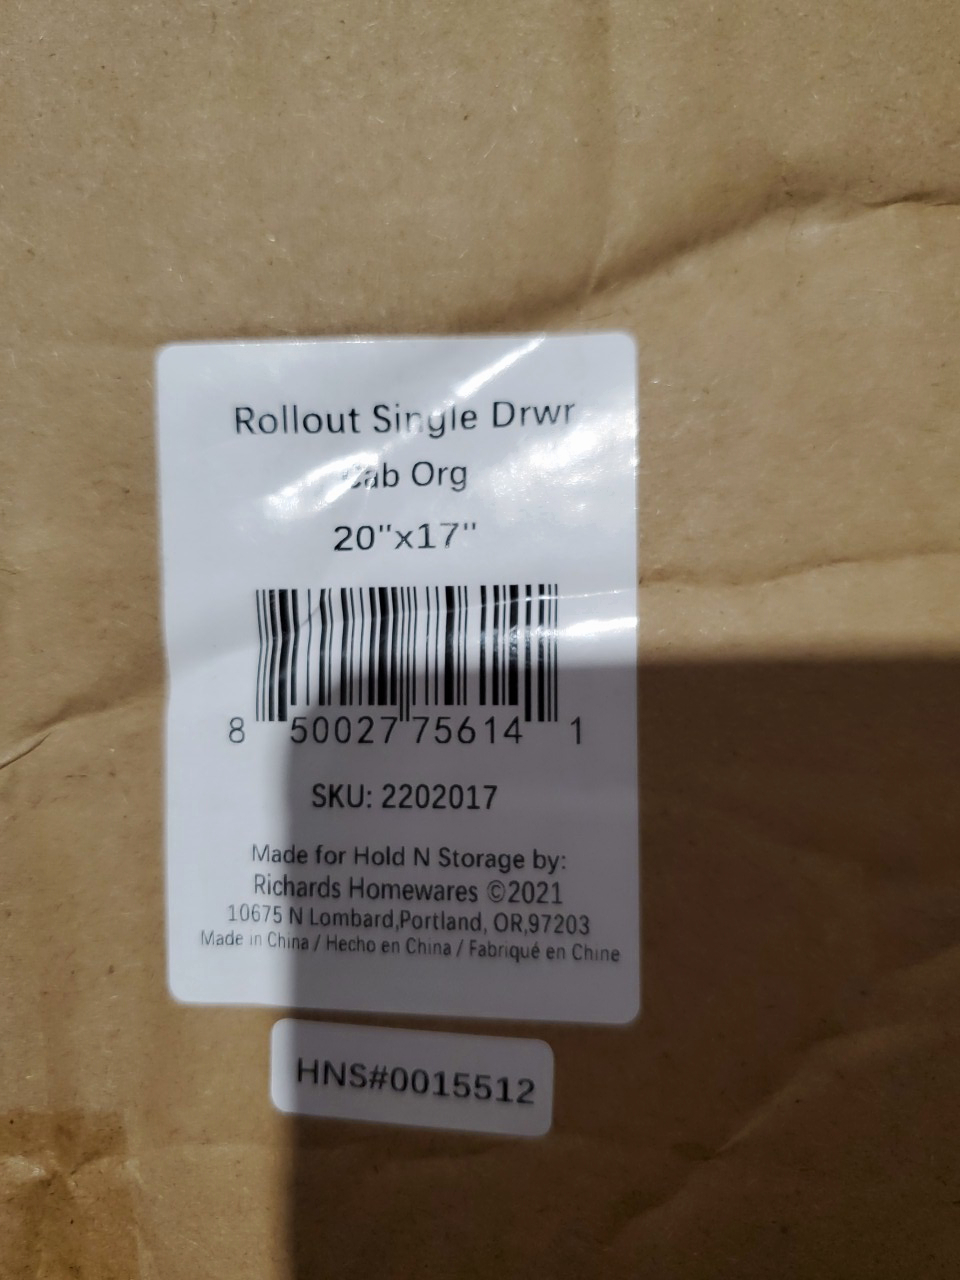 Rollout Single Drwr
Cab Org
20"x17"
8 50027 75614 1
SKU: 2202017
Made for Hold N Storage by:
Richards Homewares ©2021
10675 N Lombard,Portland, OR,97203
Made in China / Hecho en China / Fabriqué en Chine
HNS#0015512